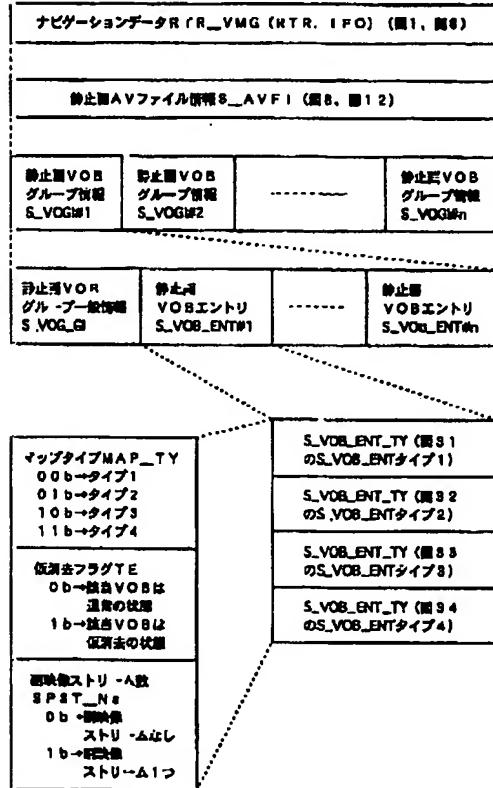 ナビゲーションデータRTR_VMG (RTR. IFO) (図1、図8)
静止画AVファイル情報S_AVFI (図8、図12)
静止画VOB
グループ情報
S_VOGI#1
静止画VOB
グループ情報
S_VOGI#2
静止画VOB
グループ情報
S_VOGI#n
静止画VOB
グループ一般情報
S_VOG_GI
静止画
VOBエントリ
S_VOB_ENT#1
静止画
VOBエントリ
S_VOB_ENT#n
S_VOB_ENT_TY (図31
のS_VOB_ENTタイプ1)
S_VOB_ENT_TY (図32
のS_VOB_ENTタイプ2)
S_VOB_ENT_TY (図33
のS_VOB_ENTタイプ3)
S_VOB_ENT_TY (図34
のS_VOB_ENTタイプ4)
マップタイプMAP_TY
00b→タイプ1
01b→タイプ2
10b→タイプ3
11b→タイプ4
仮消去フラグTE
0b→該当VOBは
通常の状態
1b→該当VOBは
仮消去の状態
副映像ストリーム数
SPST_Ns
0b→副映像
ストリームなし
1b→副映像
ストリーム1つ